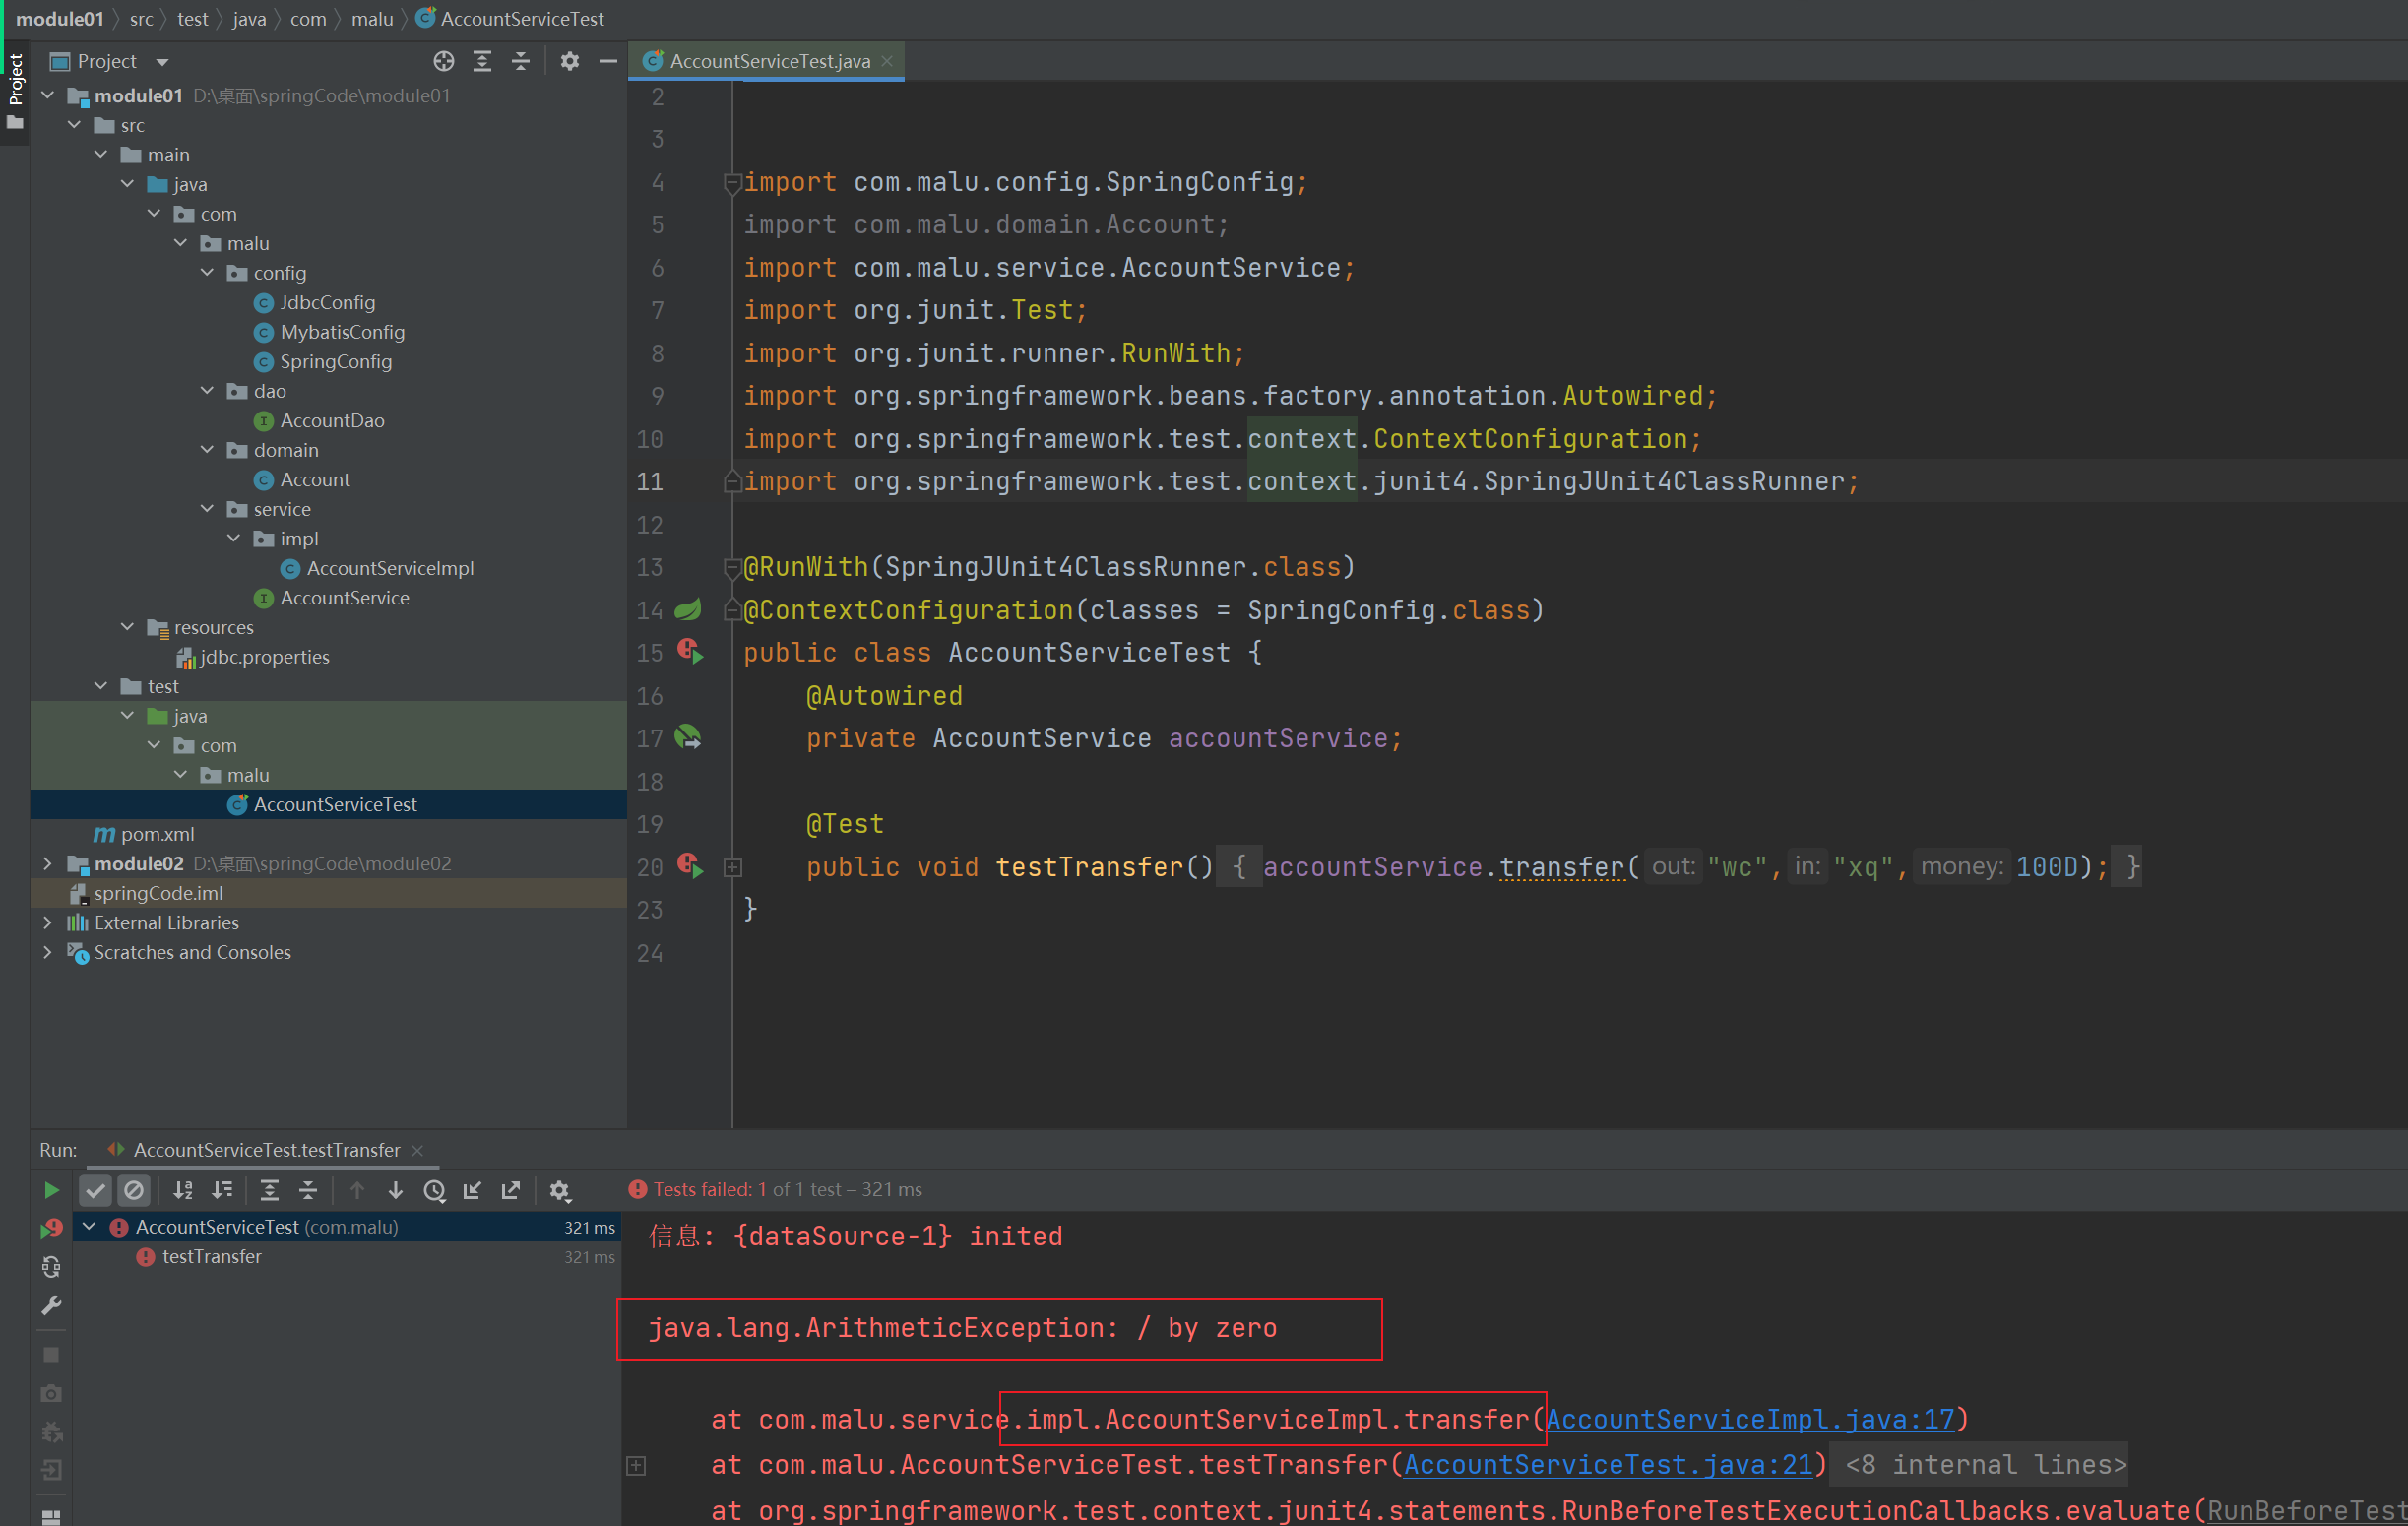 module01 〉 src 〉 test 〉 java 〉 com 〉 malu 〉 AccountServiceTest
Project
Project
AccountServiceTest.java
module01 D:\桌面\springCode\module01
src
main
java
com
malu
config
JdbcConfig
MybatisConfig
SpringConfig
dao
AccountDao
domain
Account
service
impl
AccountServiceImpl
AccountService
resources
jdbc.properties
test
java
com
malu
AccountServiceTest
pom.xml
module02 D:\桌面\springCode\module02
springCode.iml
External Libraries
Scratches and Consoles
2
3
4 import com.malu.config.SpringConfig;
5 import com.malu.domain.Account;
6 import com.malu.service.AccountService;
7 import org.junit.Test;
8 import org.junit.runner.RunWith;
9 import org.springframework.beans.factory.annotation.Autowired;
10 import org.springframework.test.context.ContextConfiguration;
11 import org.springframework.test.context.junit4.SpringJUnit4ClassRunner;
12
13 @RunWith(SpringJUnit4ClassRunner.class)
14 @ContextConfiguration(classes = SpringConfig.class)
15 public class AccountServiceTest {
16 @Autowired
17 private AccountService accountService;
18
19 @Test
20 public void testTransfer() { accountService.transfer( out: "wc", in: "xq", money: 100D); }
23 }
24
Run: AccountServiceTest.testTransfer
Tests failed: 1 of 1 test – 321 ms
AccountServiceTest (com.malu) 321 ms
testTransfer 321 ms
信息: {dataSource-1} inited
java.lang.ArithmeticException: / by zero
at com.malu.service.impl.AccountServiceImpl.transfer(AccountServiceImpl.java:17)
at com.malu.AccountServiceTest.testTransfer(AccountServiceTest.java:21) <8 internal lines>
at org.springframework.test.context.junit4.statements.RunBeforeTestExecutionCallbacks.evaluate(RunBeforeTest